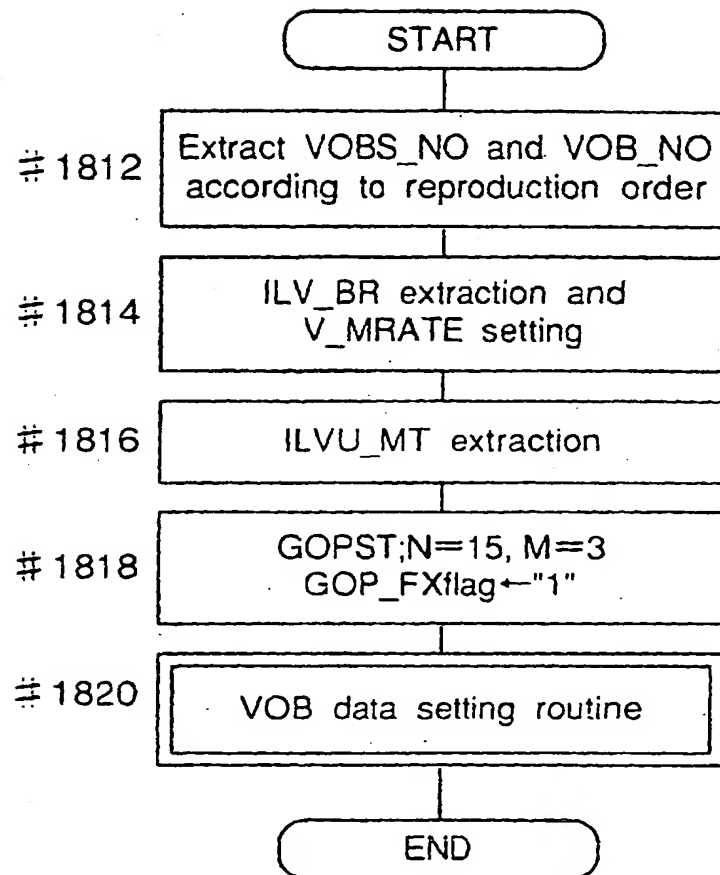 START
#1812
Extract VOBS_NO and VOB_NO
according to reproduction order
#1814
ILV_BR extraction and
V_MRATE setting
#1816
ILVU_MT extraction
#1818
GOPST;N=15, M=3
GOP_FXflag←"1"
#1820
VOB data setting routine
END